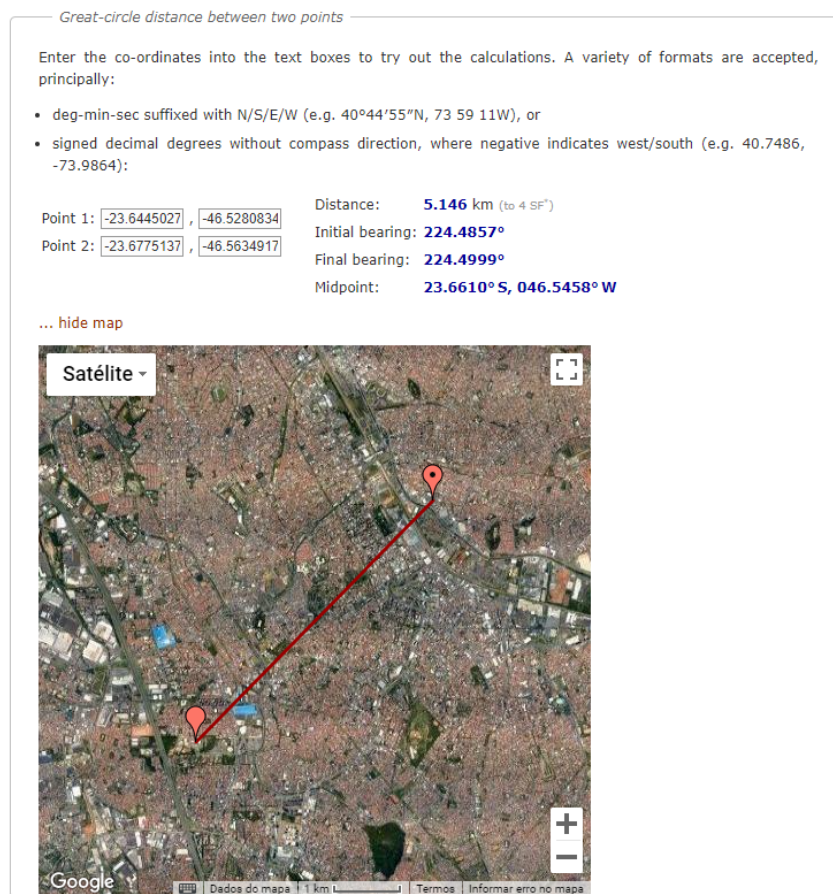 Great-circle distance between two points
Enter the co-ordinates into the text boxes to try out the calculations. A variety of formats are accepted,
principally:
• deg-min-sec suffixed with N/S/E/W (e.g. 40°44′55″N, 73 59 11W), or
• signed decimal degrees without compass direction, where negative indicates west/south (e.g. 40.7486,
-73.9864):
Point 1: -23.6445027 , -46.5280834
Point 2: -23.6775137 , -46.5634917
Distance: 5.146 km (to 4 SF*)
Initial bearing: 224.4857°
Final bearing: 224.4999°
Midpoint: 23.6610° S, 046.5458° W
... hide map
Satélite
Google
Dados do mapa
1 km
Termos
Informar erro no mapa